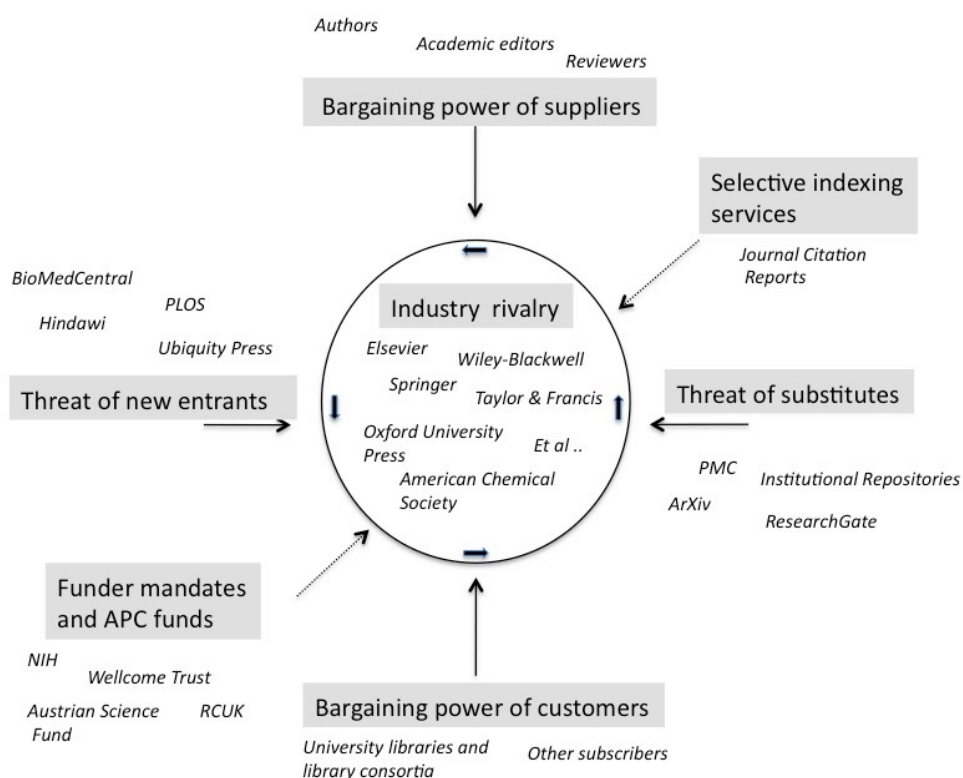 Authors
Academic editors
Reviewers
Bargaining power of suppliers
Selective indexing
services
Journal Citation
Reports
BioMedCentral
PLOS
Hindawi
Ubiquity Press
Threat of new entrants
Industry rivalry
Elsevier
Wiley-Blackwell
Springer
Taylor & Francis
Oxford University
Press
Et al ..
American Chemical
Society
Threat of substitutes
PMC
Institutional Repositories
ArXiv
ResearchGate
Funder mandates
and APC funds
NIH
Wellcome Trust
Austrian Science
Fund
RCUK
Bargaining power of customers
University libraries and
library consortia
Other subscribers